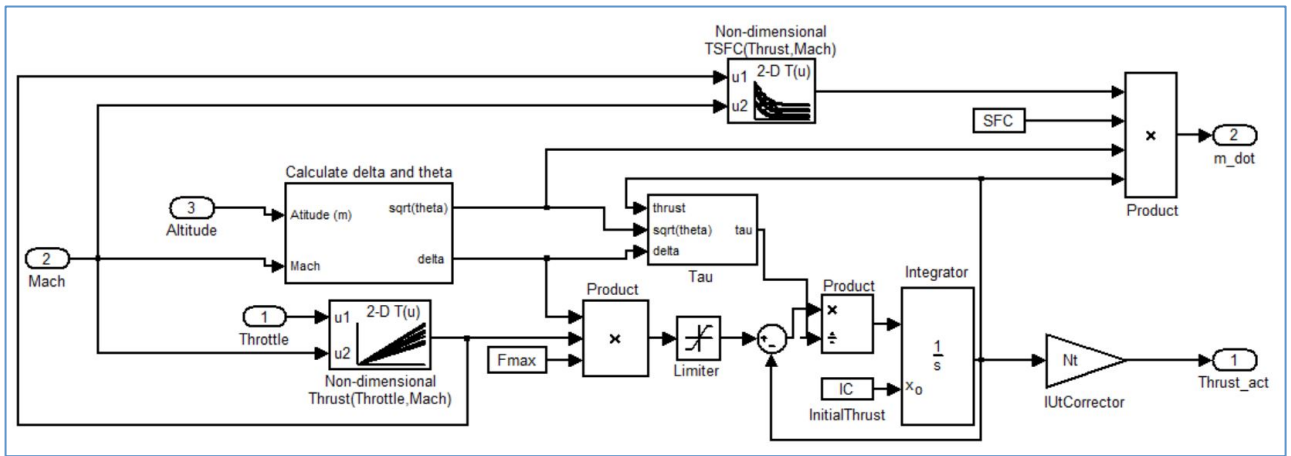 Non-dimensional
TSFC(Thrust,Mach)
u1
2-D T(u)
u2
SFC
×
2
m_dot
Product
Calculate delta and theta
3
Altitude
Atitude (m)
sqrt(theta)
Mach
delta
2
Mach
thrust
sqrt(theta)
tau
delta
Tau
1
Throttle
u1
2-D T(u)
u2
Non-dimensional
Thrust(Throttle,Mach)
Product
×
Fmax
Limiter
+
-
Product
×
÷
Integrator
1
s
xo
IC
InitialThrust
Nt
IUtCorrector
1
Thrust_act